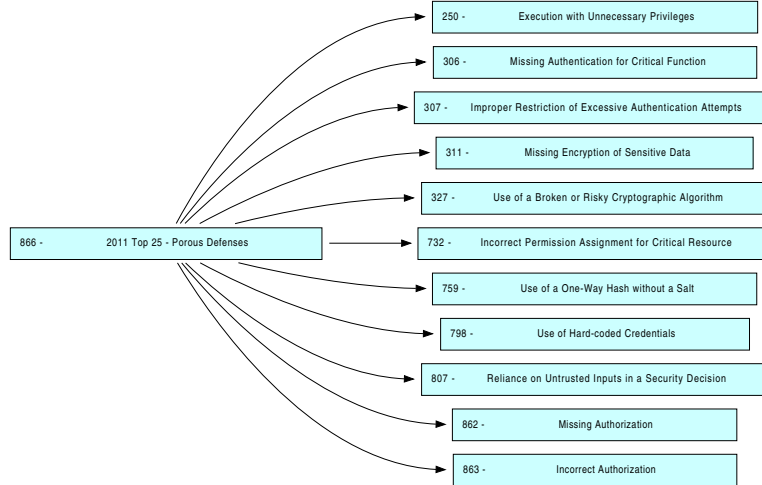 250 - Execution with Unnecessary Privileges
306 - Missing Authentication for Critical Function
307 - Improper Restriction of Excessive Authentication Attempts
311 - Missing Encryption of Sensitive Data
327 - Use of a Broken or Risky Cryptographic Algorithm
866 - 2011 Top 25 - Porous Defenses
732 - Incorrect Permission Assignment for Critical Resource
759 - Use of a One-Way Hash without a Salt
798 - Use of Hard-coded Credentials
807 - Reliance on Untrusted Inputs in a Security Decision
862 - Missing Authorization
863 - Incorrect Authorization